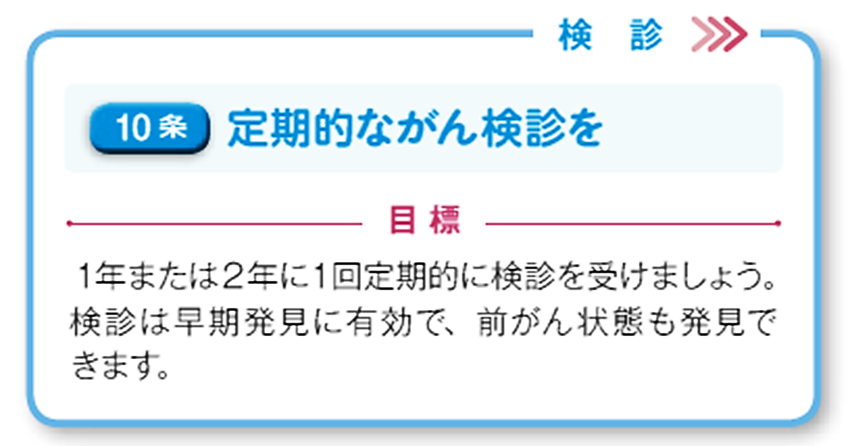 検 診
10条 定期的ながん検診を
目標
1年または2年に1回定期的に検診を受けましょう。
検診は早期発見に有効で、前がん状態も発見で
きます。